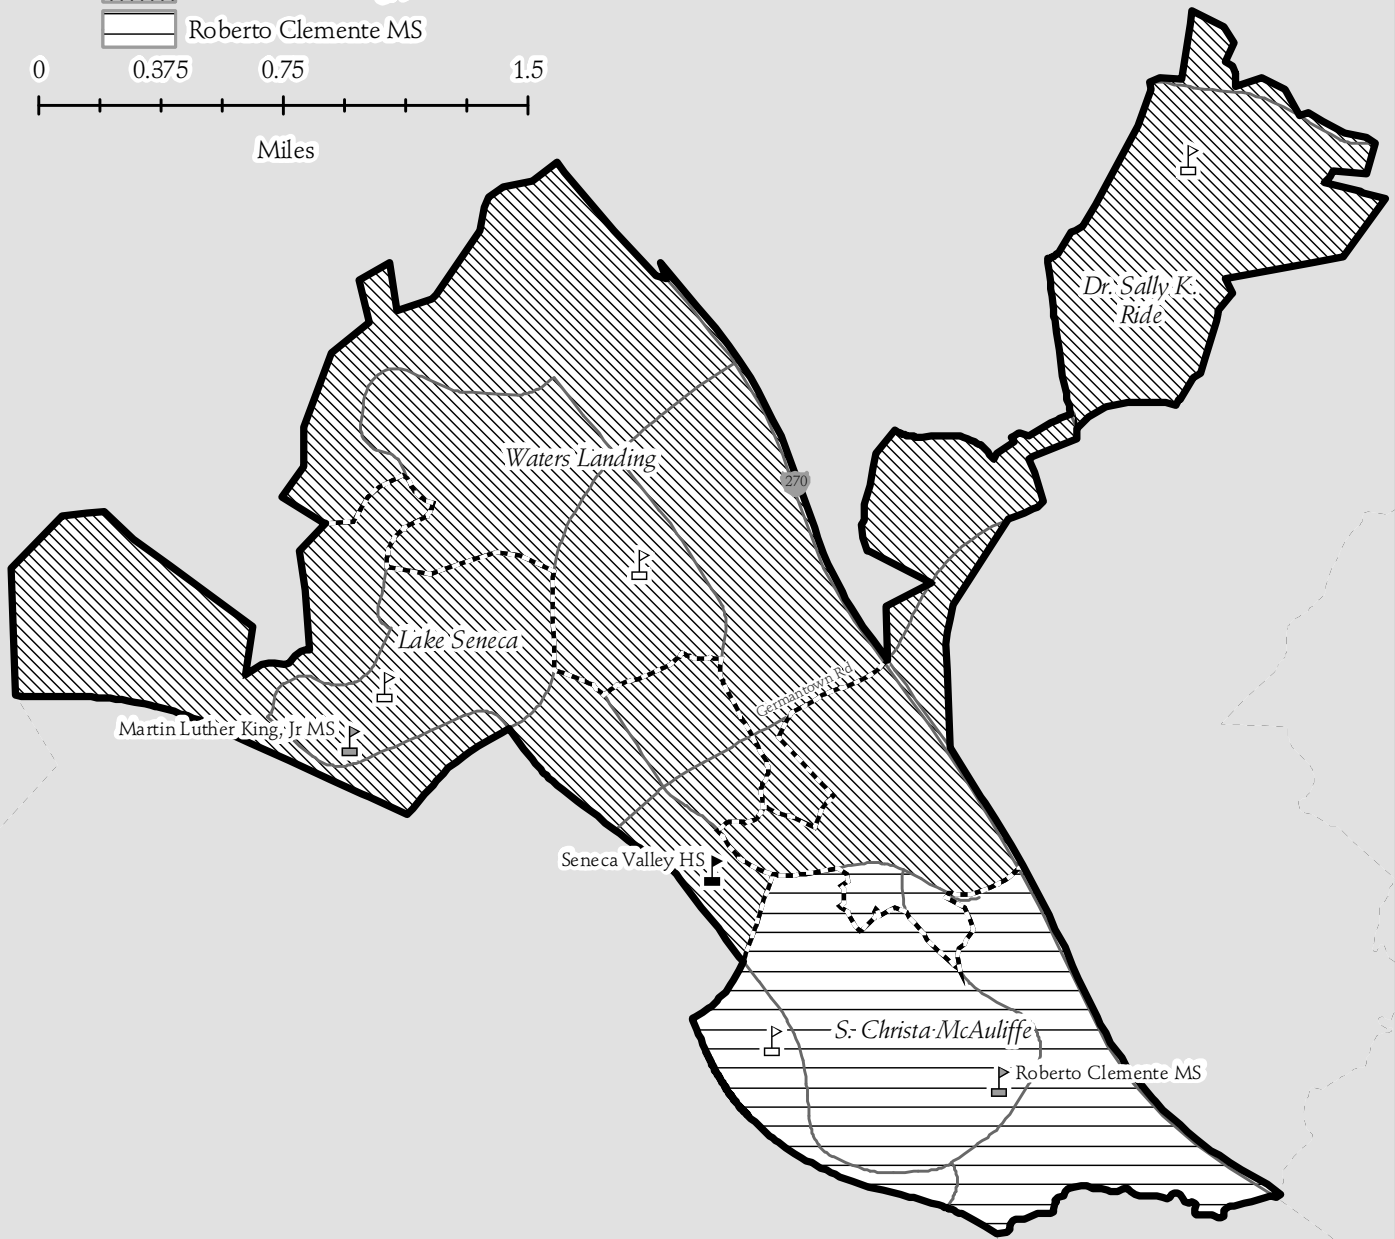 Roberto Clemente MS
0 0.375 0.75 1.5
Miles
Dr. Sally K.
Ride
Waters Landing
270
Lake Seneca
Germantown Rd
Martin Luther King, Jr MS
Seneca Valley HS
S. Christa McAuliffe
Roberto Clemente MS